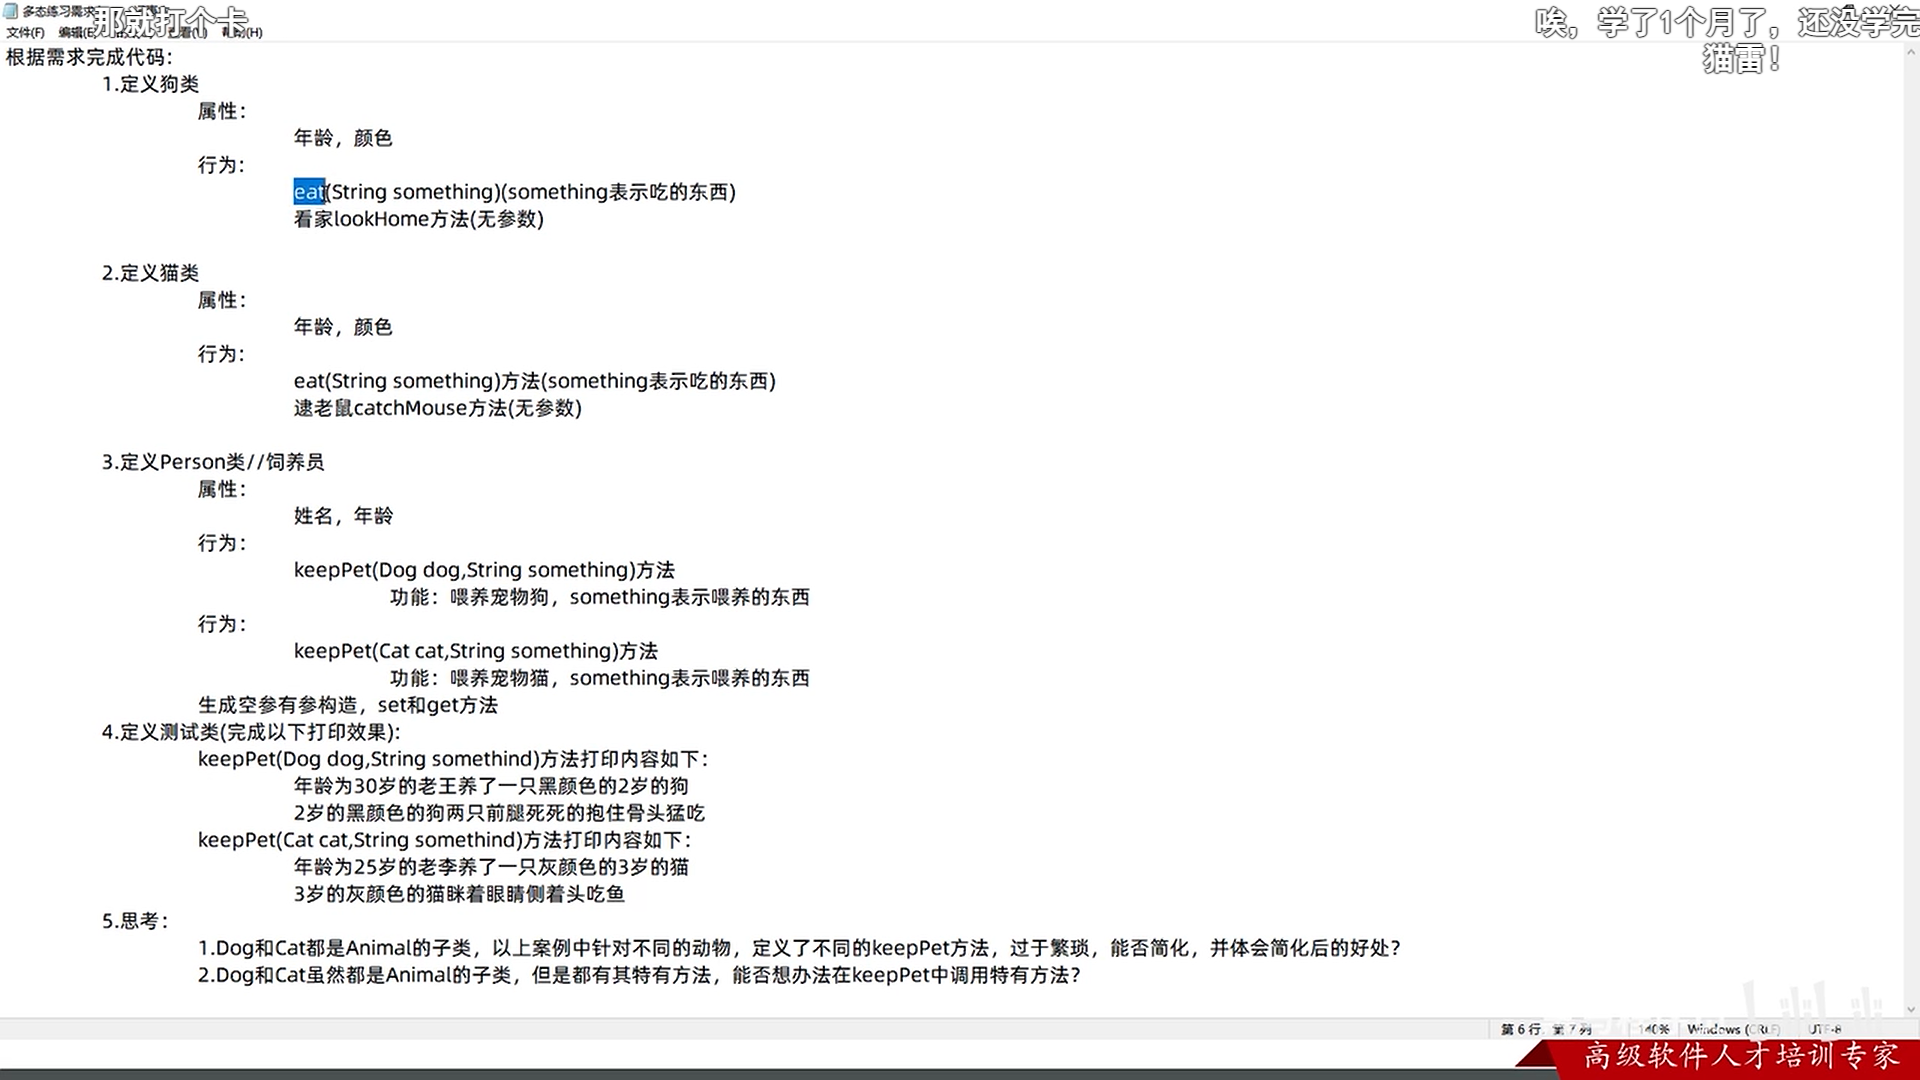 多态练习需求
那就打个卡
唉，学了1个月了，还没学完
猫雷！
文件(F) 编辑(E
根据需求完成代码：
1.定义狗类
属性：
年龄，颜色
行为：
eat(String something)(something表示吃的东西)
看家lookHome方法(无参数)
2.定义猫类
属性：
年龄，颜色
行为：
eat(String something)方法(something表示吃的东西)
逮老鼠catchMouse方法(无参数)
3.定义Person类//饲养员
属性：
姓名，年龄
行为：
keepPet(Dog dog,String something)方法
功能：喂养宠物狗，something表示喂养的东西
行为：
keepPet(Cat cat,String something)方法
功能：喂养宠物猫，something表示喂养的东西
生成空参有参构造，set和get方法
4.定义测试类(完成以下打印效果):
keepPet(Dog dog,String somethind)方法打印内容如下：
年龄为30岁的老王养了一只黑颜色的2岁的狗
2岁的黑颜色的狗两只前腿死死的抱住骨头猛吃
keepPet(Cat cat,String somethind)方法打印内容如下：
年龄为25岁的老李养了一只灰颜色的3岁的猫
3岁的灰颜色的猫眯着眼睛侧着头吃鱼
5.思考：
1.Dog和Cat都是Animal的子类，以上案例中针对不同的动物，定义了不同的keepPet方法，过于繁琐，能否简化，并体会简化后的好处？
2.Dog和Cat虽然都是Animal的子类，但是都有其特有方法，能否想办法在keepPet中调用特有方法？
第 6 行，第 7 列 140% Windows (CRLF) UTF-8
高级软件人才培训专家